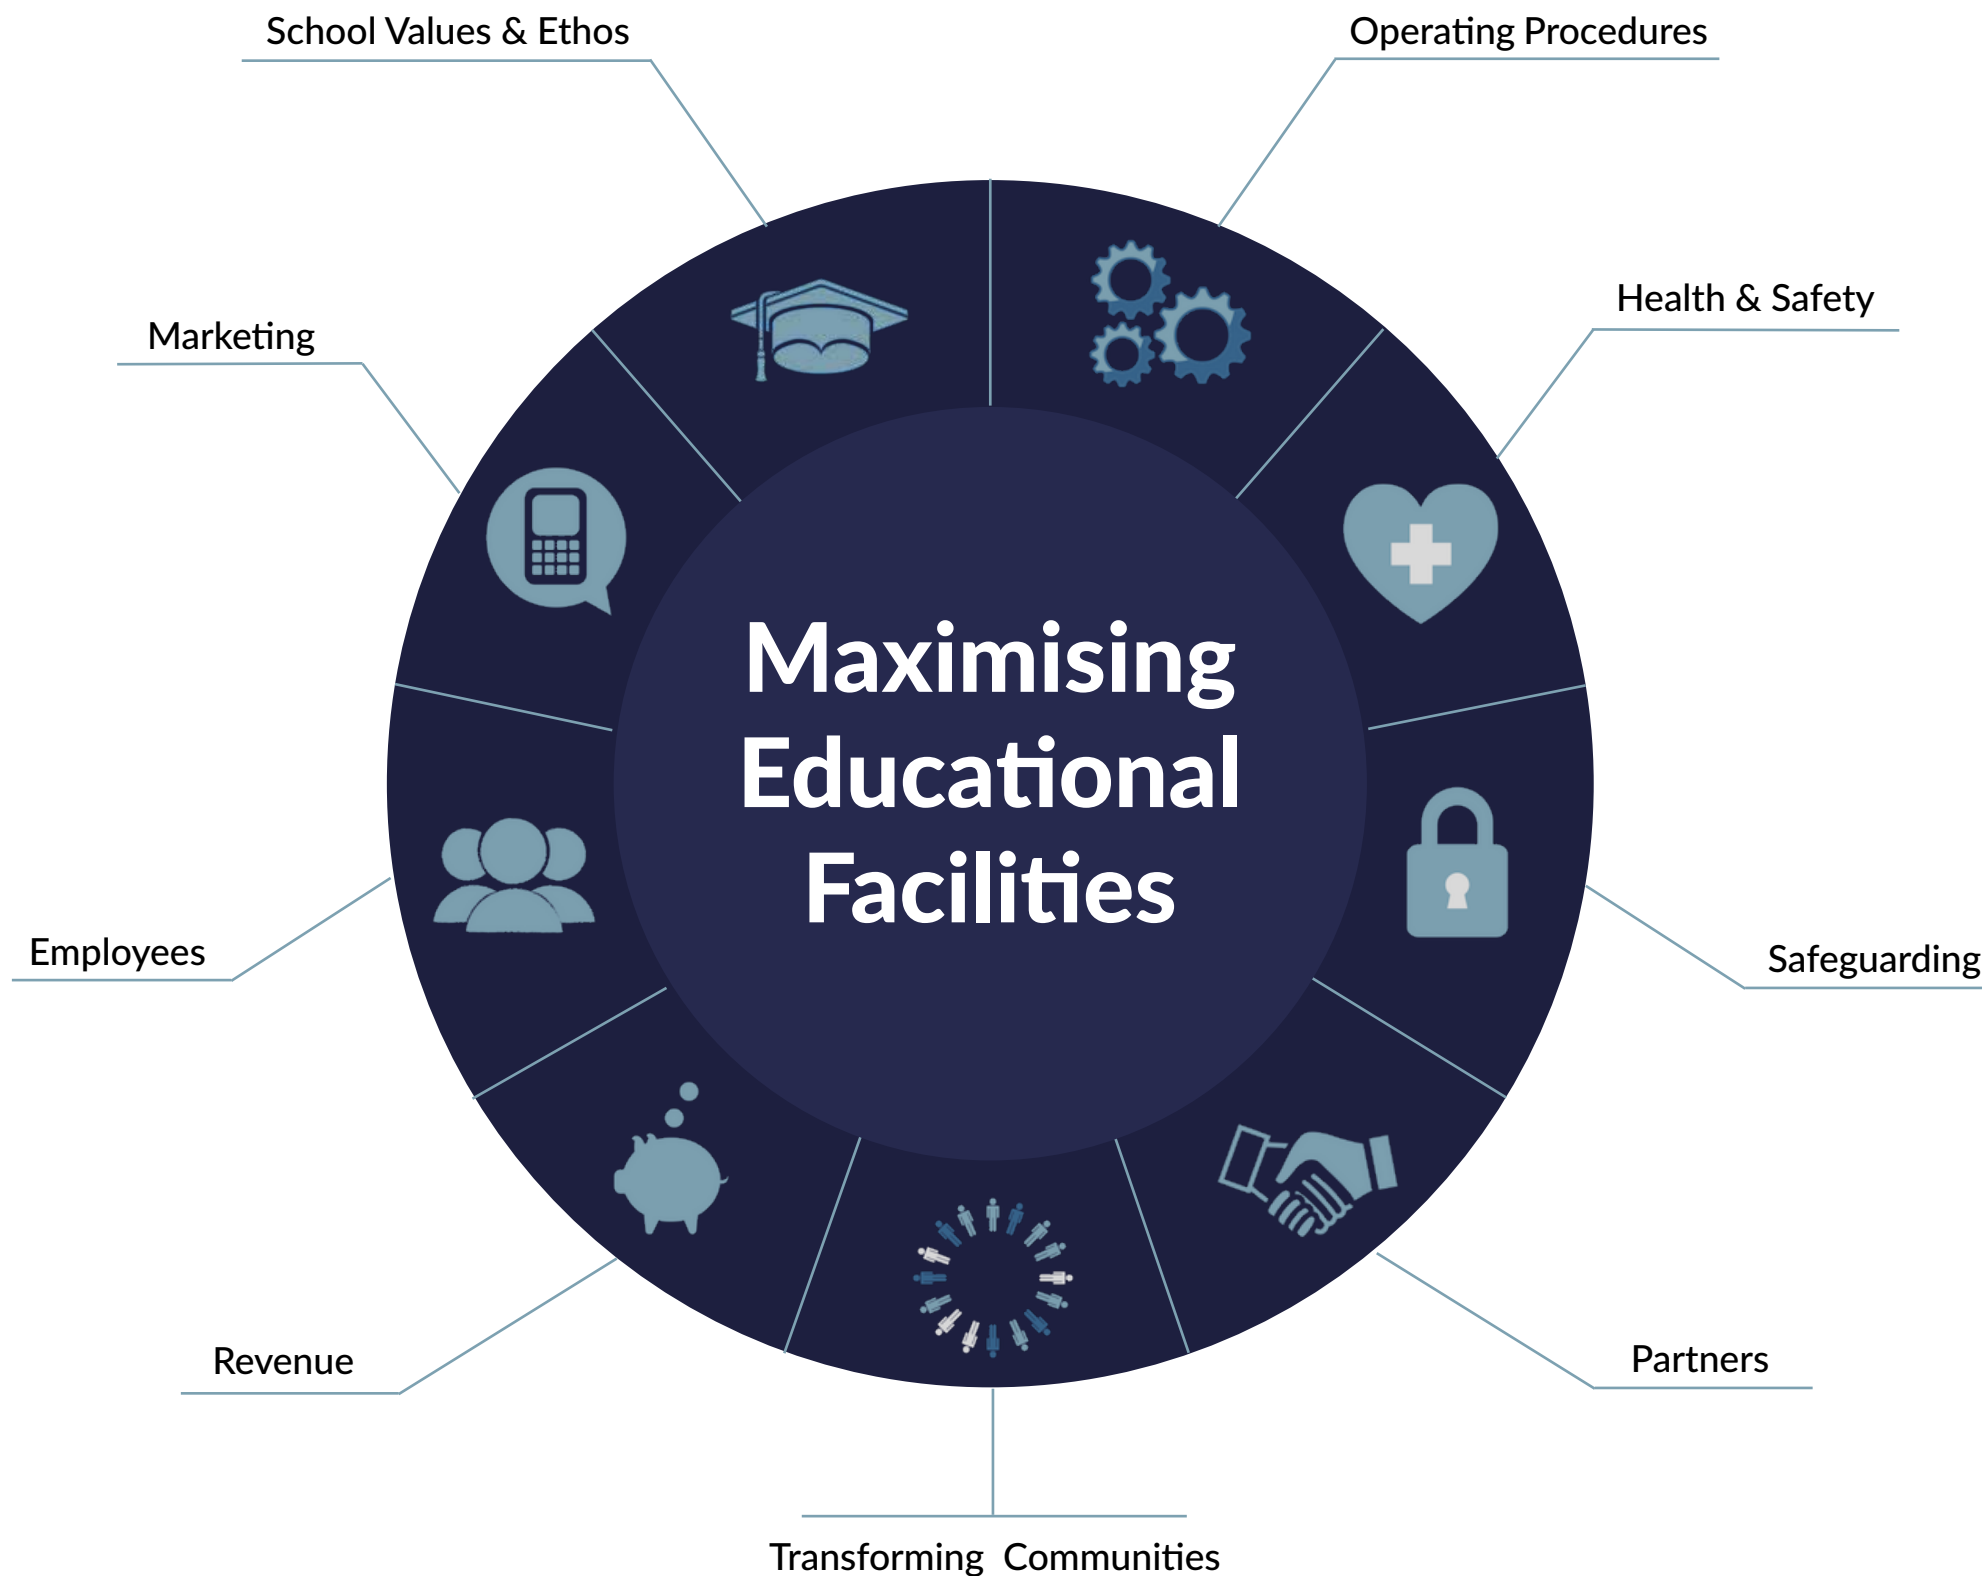 School Values & Ethos
Operating Procedures
Health & Safety
Marketing
Maximising
Educational
Facilities
Employees
Safeguarding
Revenue
Partners
Transforming  Communities